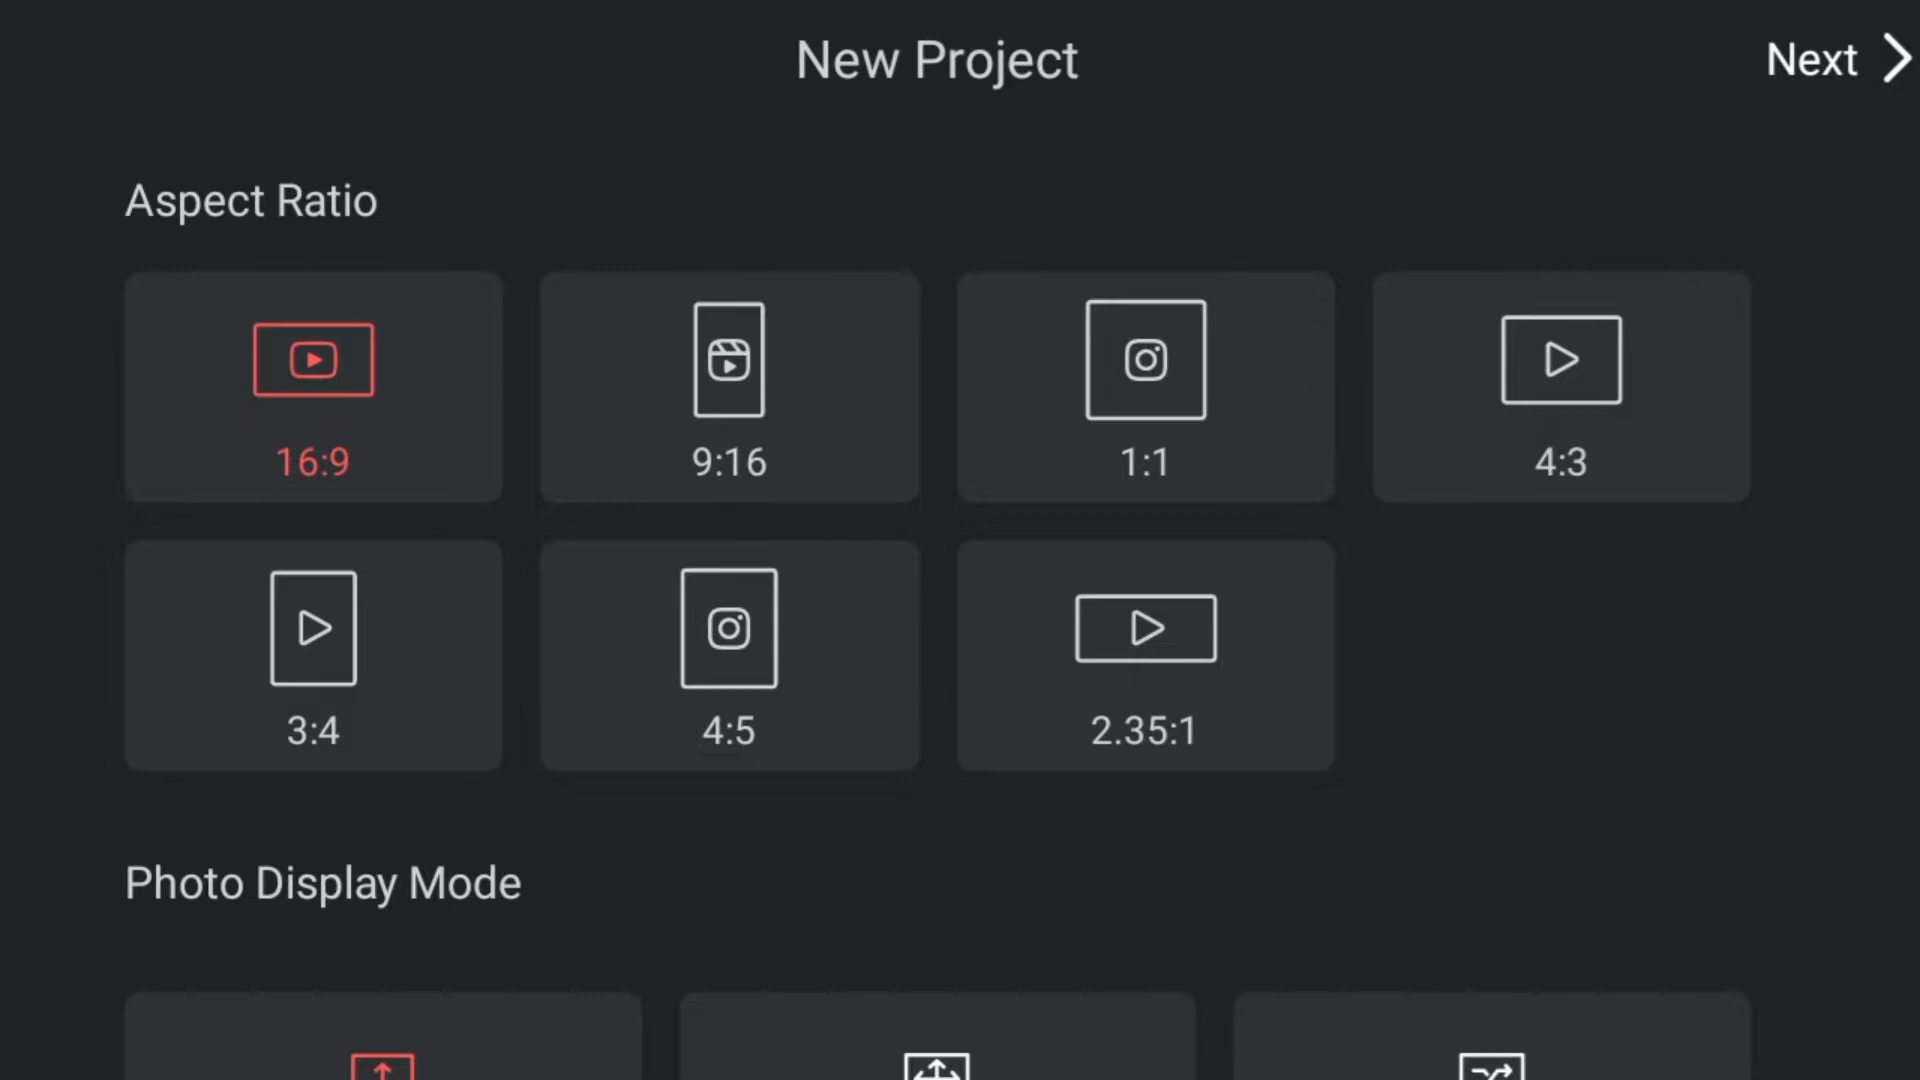 New Project
Next
Aspect Ratio
16:9
9:16
1:1
4:3
3:4
4:5
2.35:1
Photo Display Mode